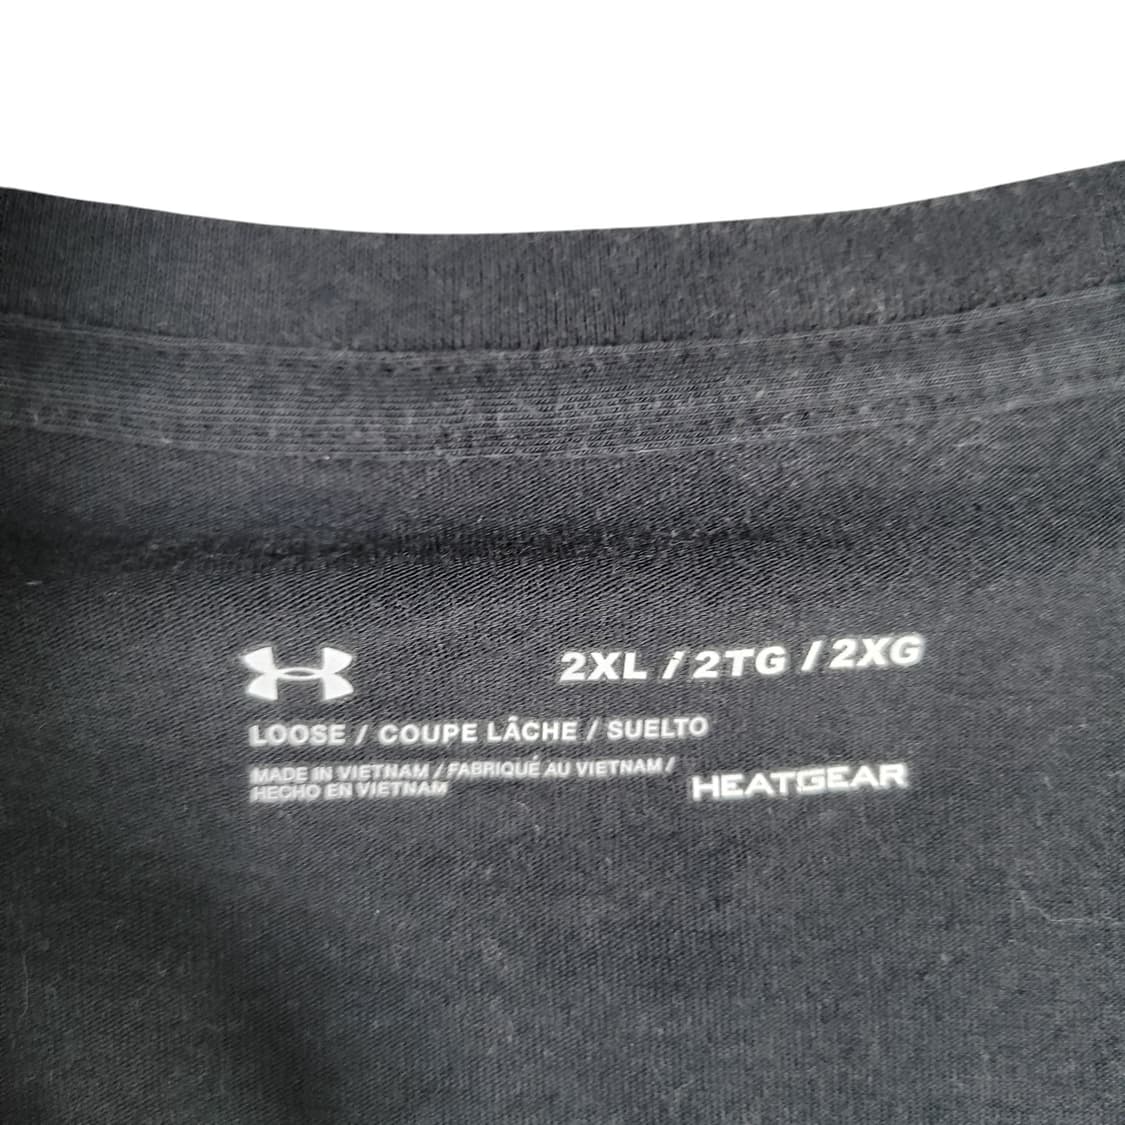 2XL / 2TG / 2XG
LOOSE / COUPE LÂCHE / SUELTO
MADE IN VIETNAM / FABRIQUÉ AU VIETNAM /
HECHO EN VIETNAM
HEATGEAR